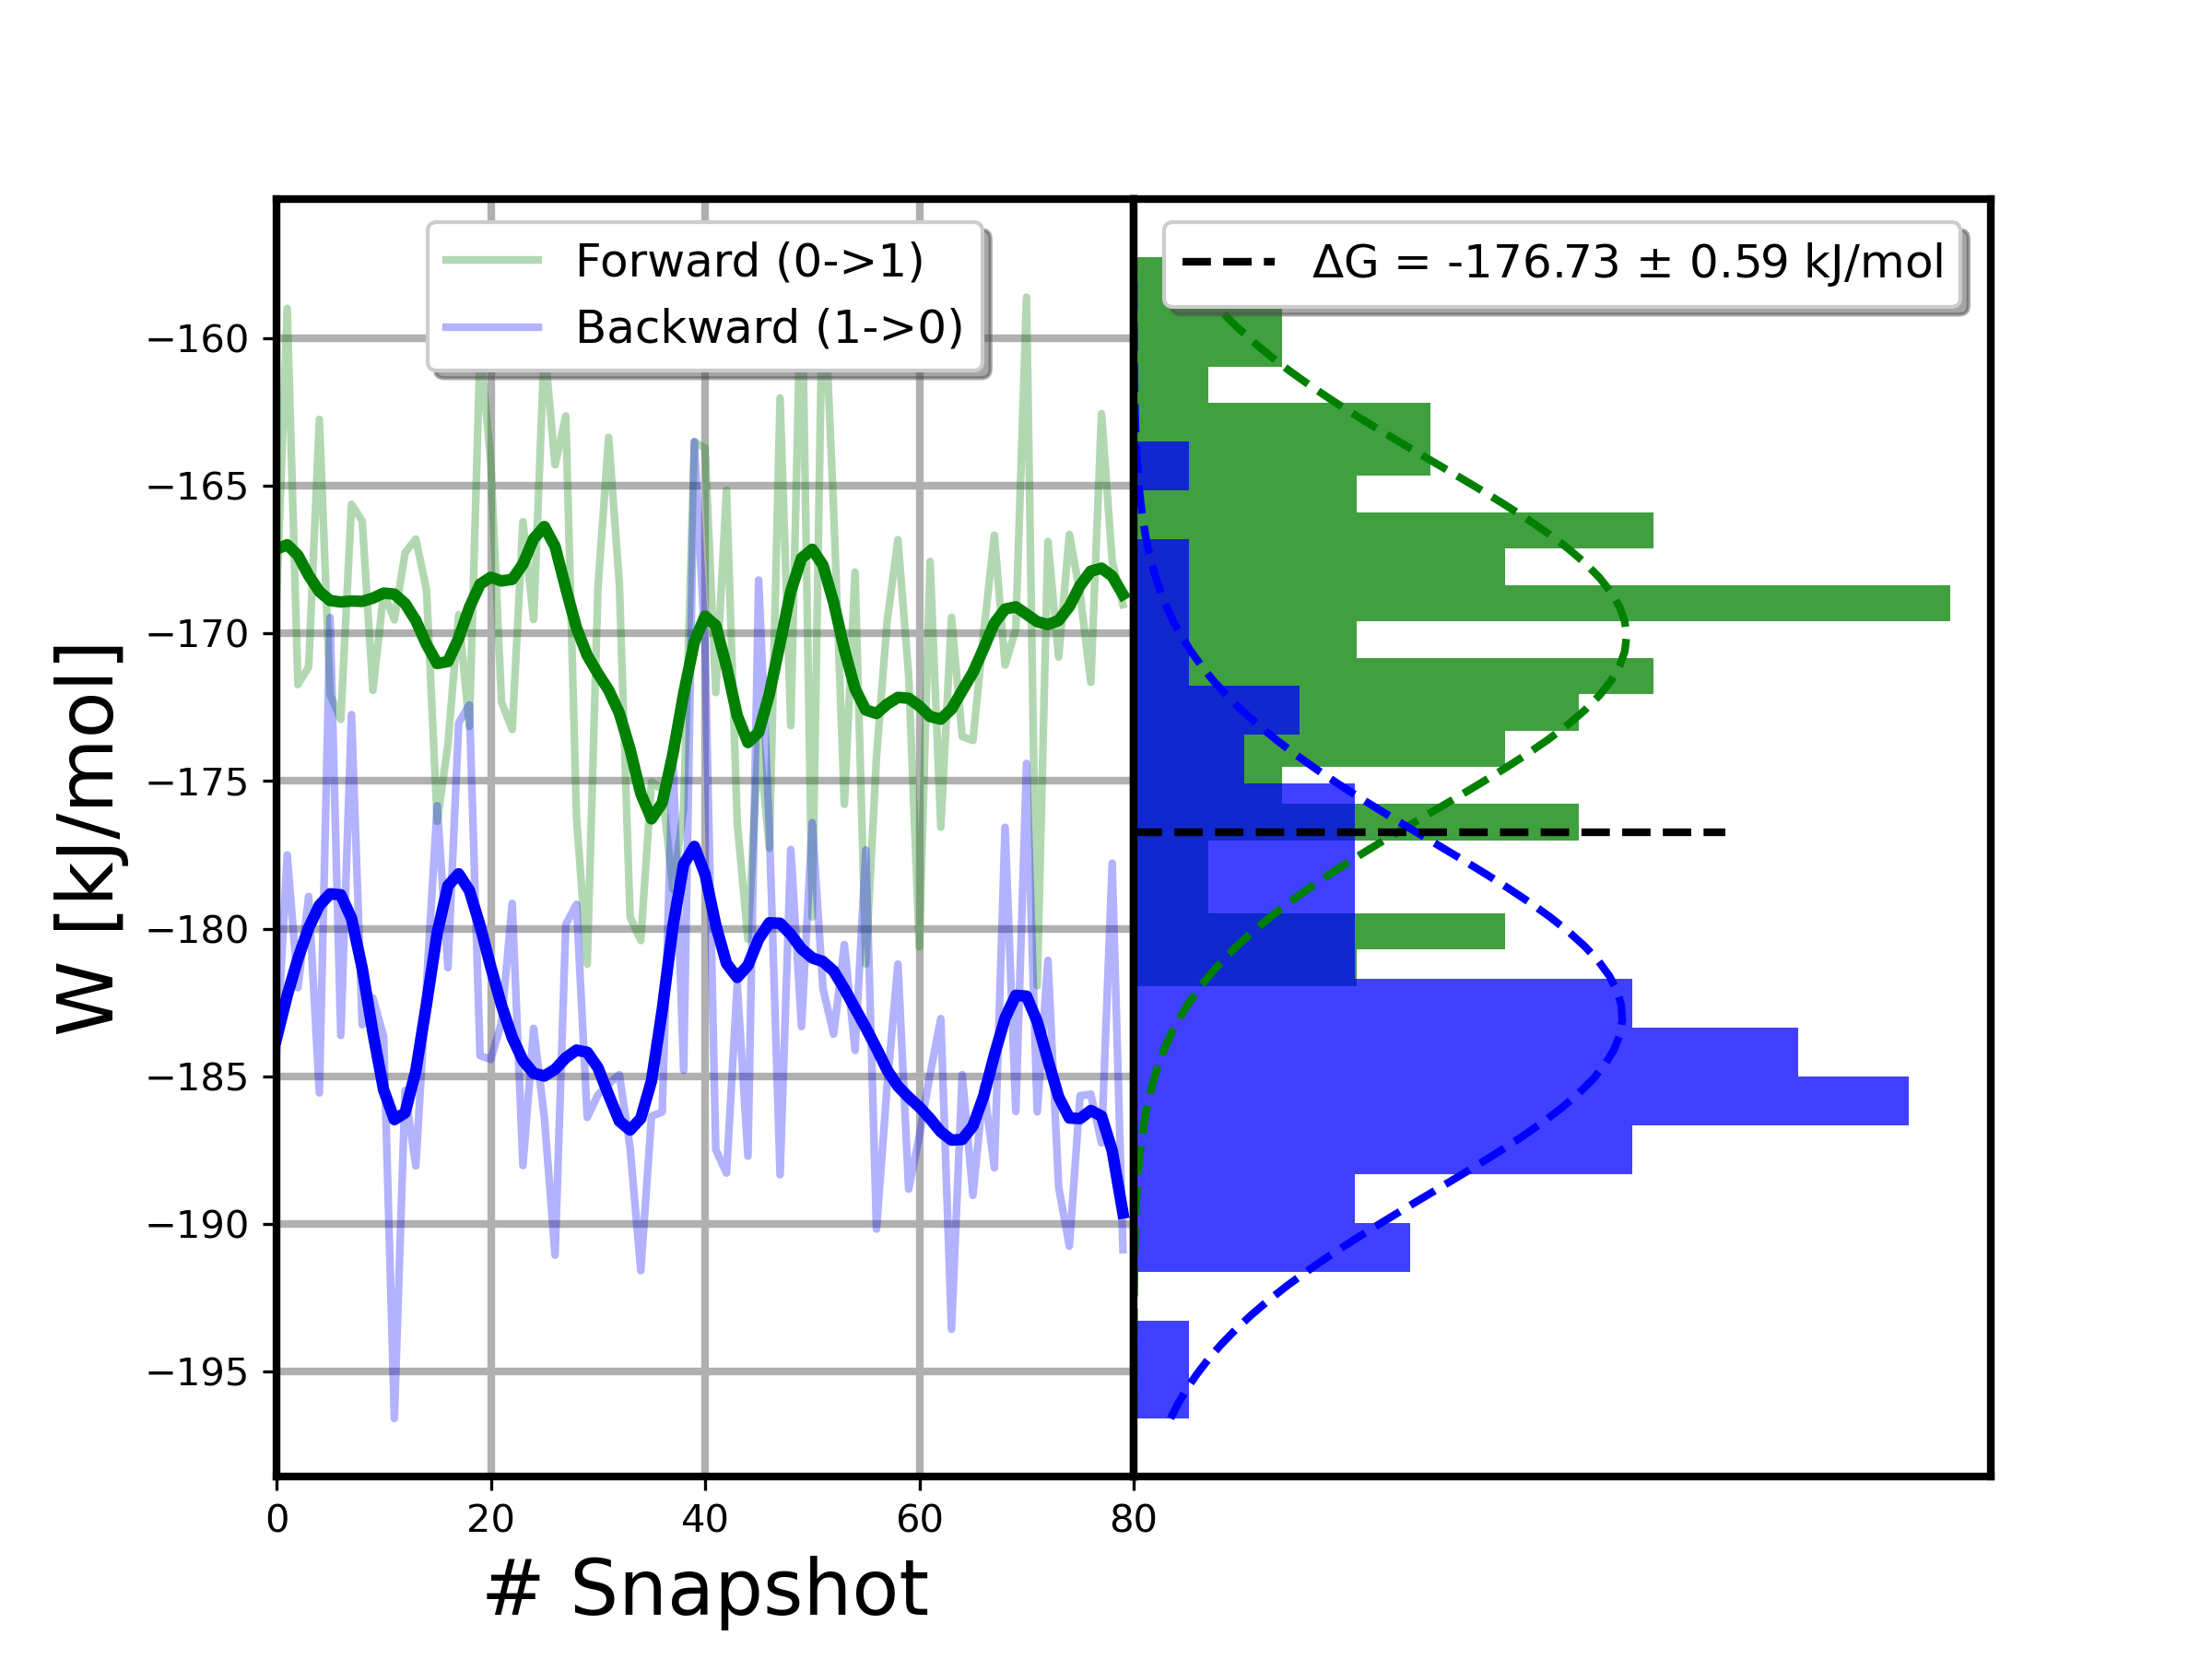 Forward (0->1)
Backward (1->0)
ΔG = -176.73 ± 0.59 kJ/mol
−160
−165
−170
−175
−180
−185
−190
−195
W [kJ/mol]
0
20
40
60
80
# Snapshot